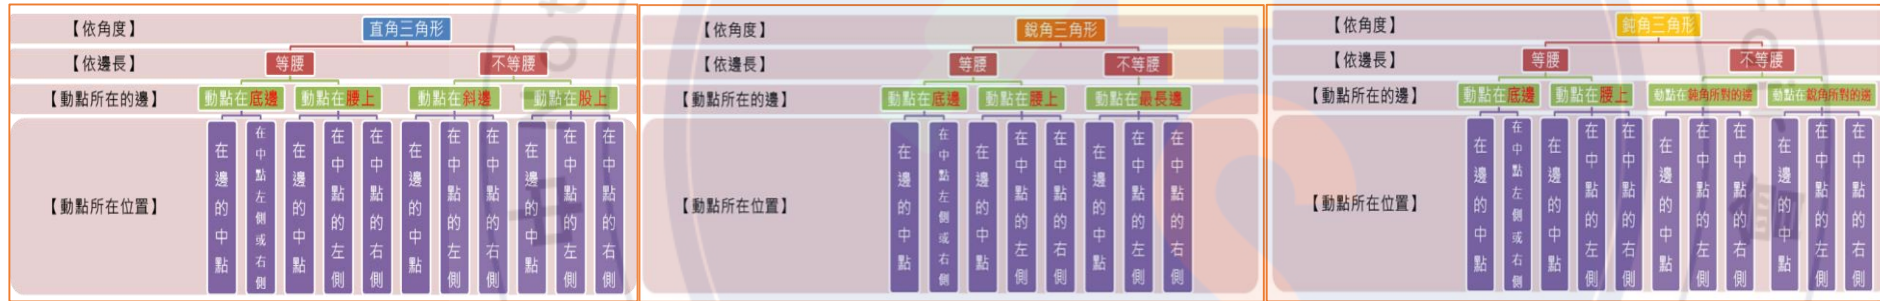 【依角度】 直角三角形
【依邊長】 等腰 不等腰
【動點所在的邊】 動點在底邊 動點在腰上 動點在斜邊 動點在股上
【動點所在位置】
在邊的中點
在中點左側或右側
在邊的中點
在中點的左側
在中點的右側
在邊的中點
在中點的左側
在中點的右側
在邊的中點
在中點的左側
在中點的右側
【依角度】 銳角三角形
【依邊長】 等腰 不等腰
【動點所在的邊】 動點在底邊 動點在腰上 動點在最長邊
【動點所在位置】
在邊的中點
在中點左側或右側
在邊的中點
在中點的左側
在中點的右側
在邊的中點
在中點的左側
在中點的右側
【依角度】 鈍角三角形
【依邊長】 等腰 不等腰
【動點所在的邊】 動點在底邊 動點在腰上 動點在鈍角所對的邊 動點在銳角所對的邊
【動點所在位置】
在邊的中點
在中點左側或右側
在邊的中點
在中點的左側
在中點的右側
在邊的中點
在中點的左側
在中點的右側
在邊的中點
在中點的左側
在中點的右側